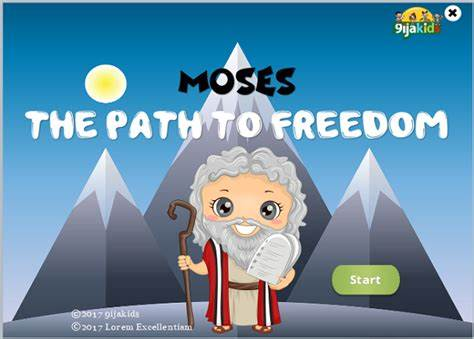 9ijakids
MOSES
THE PATH TO FREEDOM
Start
©2017 9ijakids
©2017 Lorem Excellentiam